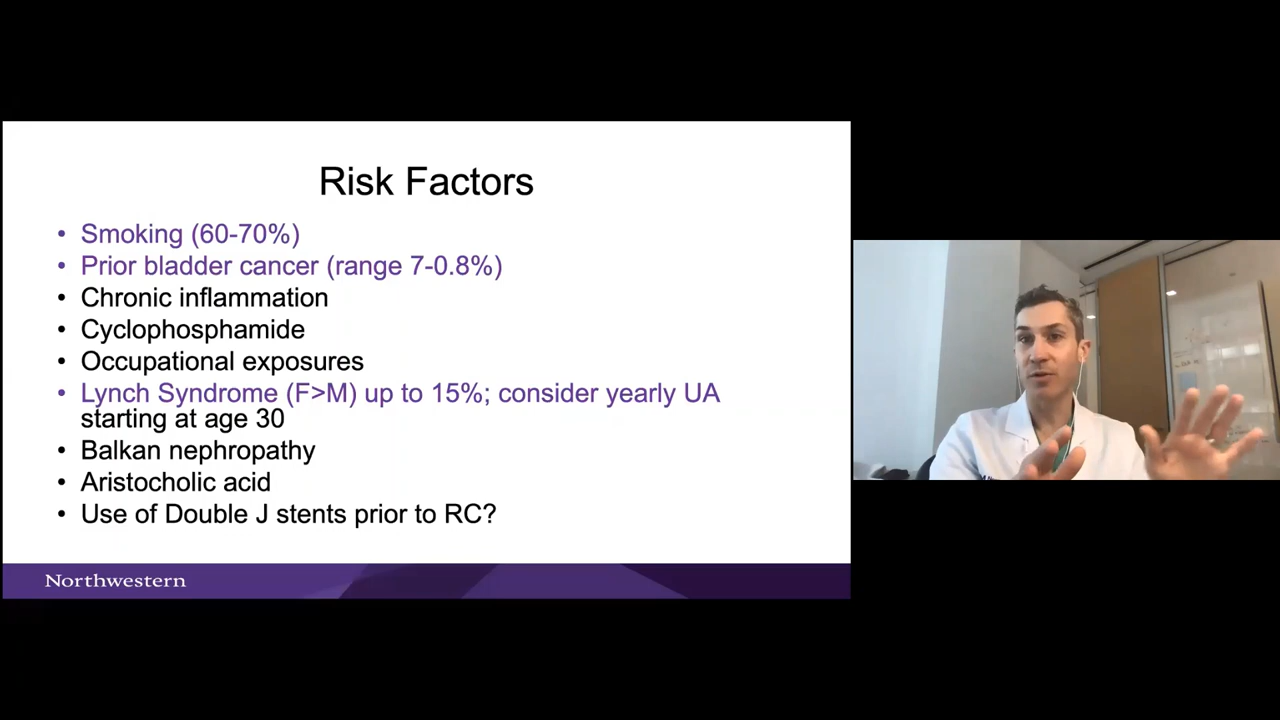 Risk Factors
• Smoking (60-70%)
• Prior bladder cancer (range 7-0.8%)
• Chronic inflammation
• Cyclophosphamide
• Occupational exposures
• Lynch Syndrome (F>M) up to 15%; consider yearly UA
starting at age 30
• Balkan nephropathy
• Aristocholic acid
• Use of Double J stents prior to RC?
Northwestern